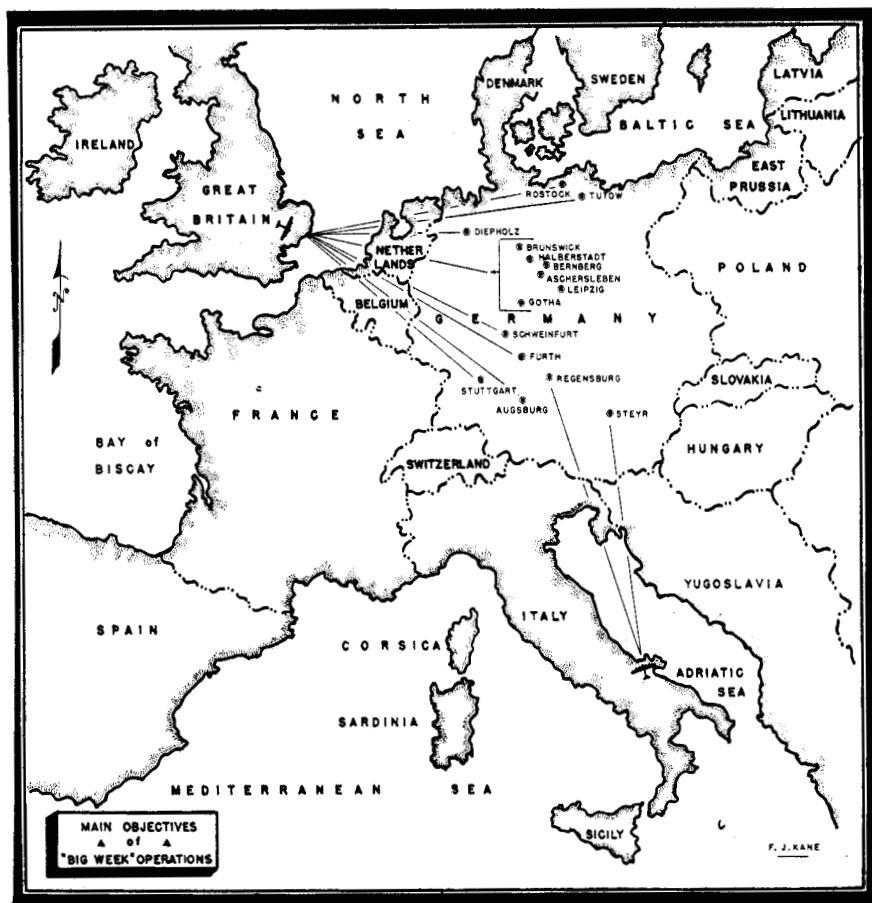 NORTH
SEA
DENMARK
SWEDEN
LATVIA
LITHUANIA
BALTIC SEA
EAST
PRUSSIA
IRELAND
GREAT
BRITAIN
ROSTOCK
TUTOW
DIEPHOLZ
NETHER
LANDS
BRUNSWICK
HALBERSTADT
BERNBERG
ASCHERSLEBEN
LEIPZIG
GOTHA
POLAND
BELGIUM
GERMANY
SCHWEINFURT
FURTH
REGENSBURG
STUTTGART
AUGSBURG
STEYR
SLOVAKIA
N
FRANCE
BAY of
BISCAY
SWITZERLAND
HUNGARY
YUGOSLAVIA
ITALY
SPAIN
CORSICA
ADRIATIC
SEA
SARDINIA
MEDITERRANEAN SEA
SICILY
MAIN OBJECTIVES
of
"BIG WEEK" OPERATIONS
F. J. KANE